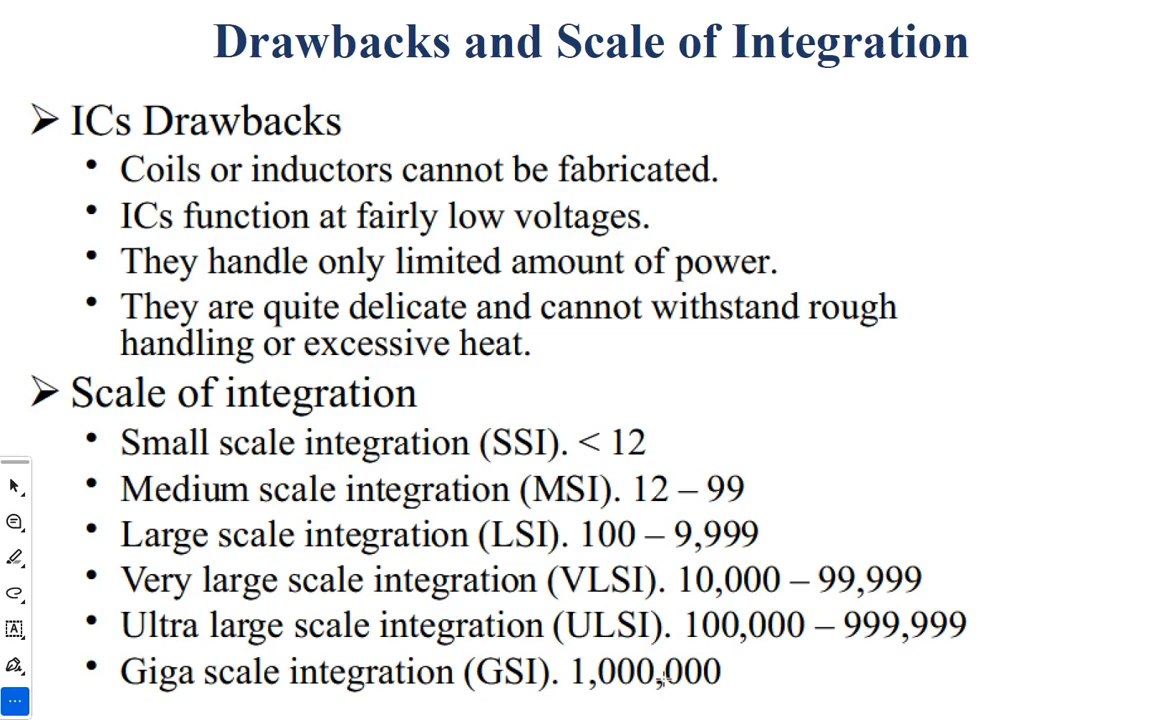 Drawbacks and Scale of Integration
➢ ICs Drawbacks
• Coils or inductors cannot be fabricated.
• ICs function at fairly low voltages.
• They handle only limited amount of power.
• They are quite delicate and cannot withstand rough
handling or excessive heat.
➢ Scale of integration
• Small scale integration (SSI). < 12
• Medium scale integration (MSI). 12 – 99
• Large scale integration (LSI). 100 – 9,999
• Very large scale integration (VLSI). 10,000 – 99,999
• Ultra large scale integration (ULSI). 100,000 – 999,999
• Giga scale integration (GSI). 1,000,000